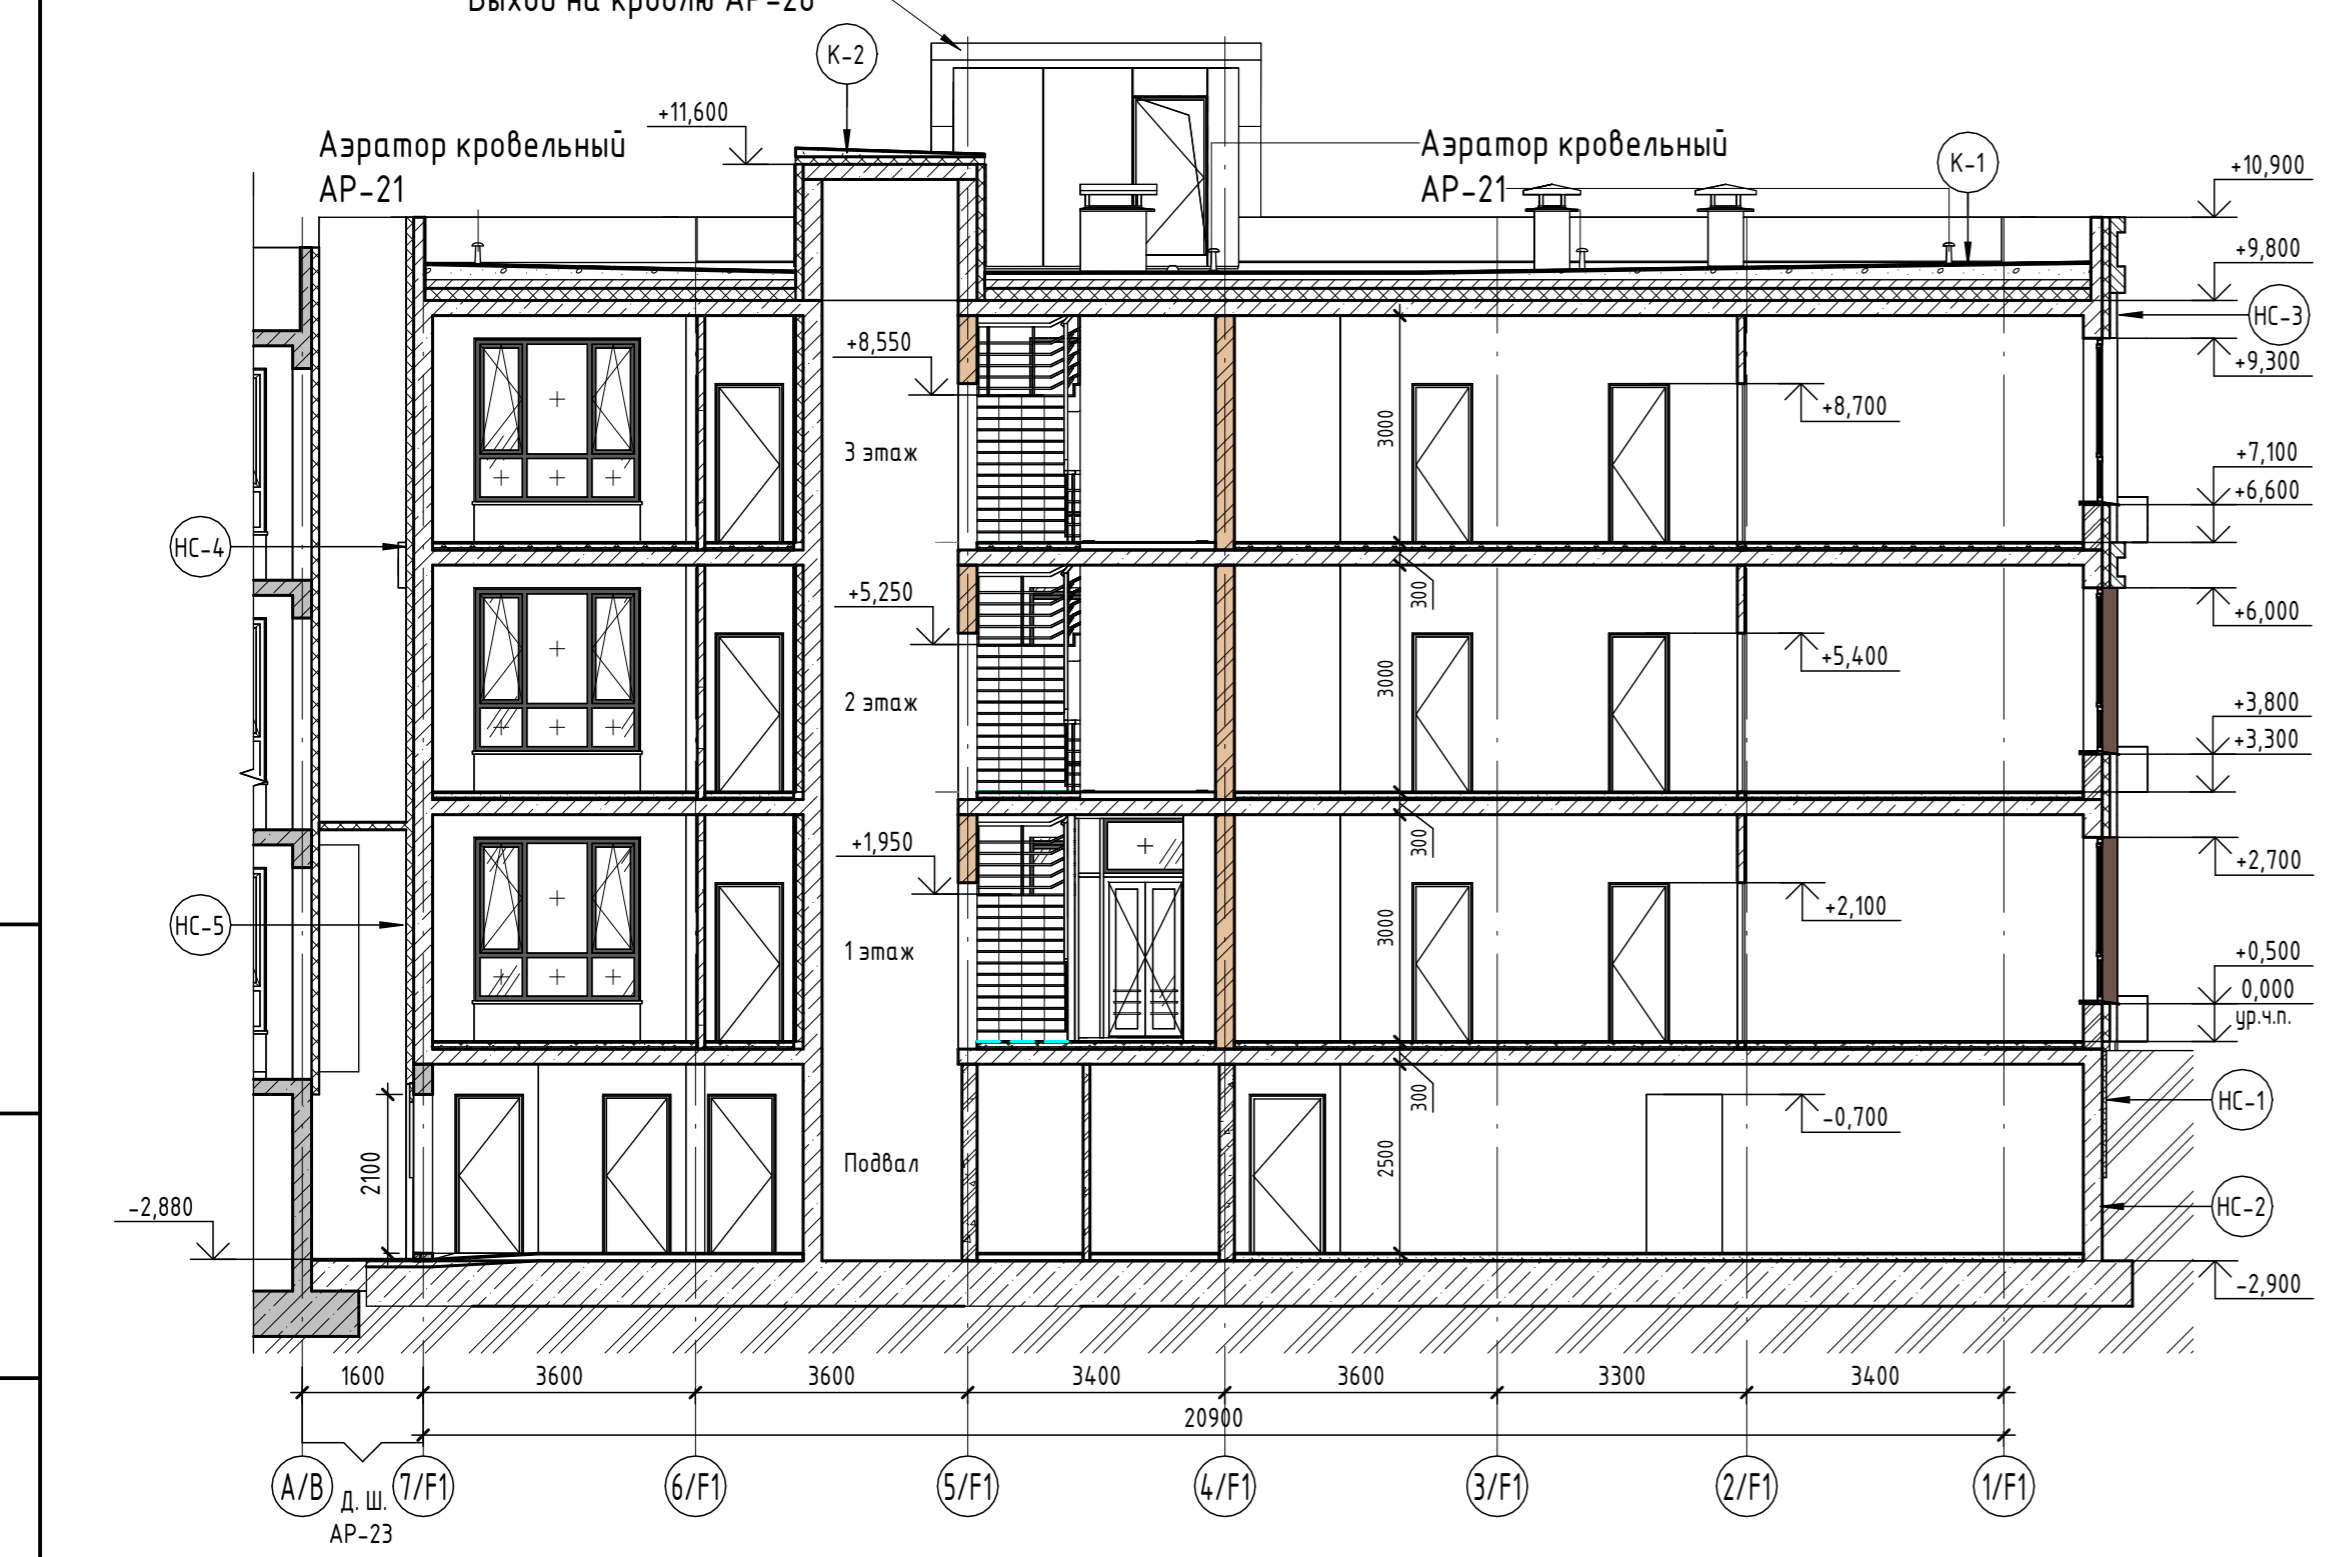 Выход на кровлю АР-26
К-2
+11,600
Аэратор кровельный
АР-21
Аэратор кровельный
АР-21
К-1
+10,900
+9,800
НС-3
+9,300
+8,550
+8,700
3000
3 этаж
+7,100
+6,600
НС-4
300
+6,000
+5,250
+5,400
3000
2 этаж
+3,800
+3,300
300
+2,700
+1,950
+2,100
НС-5
3000
1 этаж
+0,500
0,000
ур.ч.п.
300
НС-1
-0,700
2100
2500
Подвал
-2,880
НС-2
-2,900
1600
3600
3600
3400
3600
3300
3400
20900
А/В
Д. Ш.
АР-23
7/F1
6/F1
5/F1
4/F1
3/F1
2/F1
1/F1